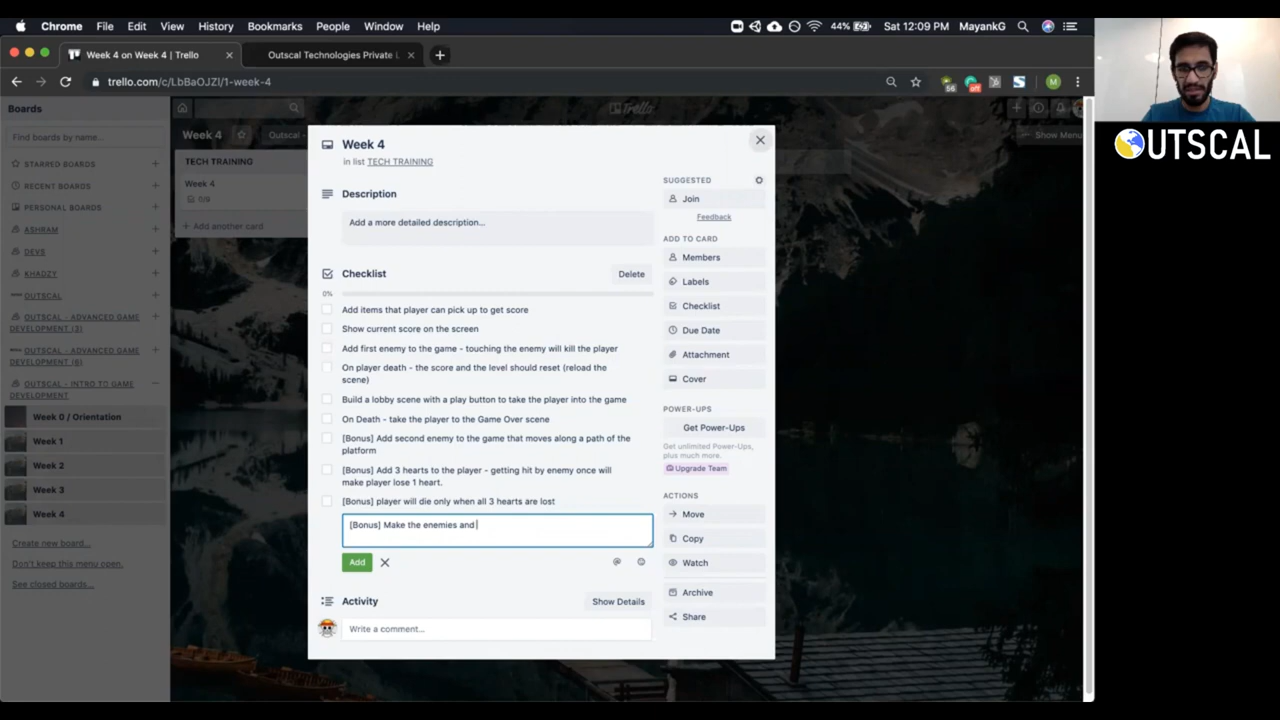 Chrome File Edit View History Bookmarks People Window Help
44% Sat 12:09 PM MayankG
Week 4 on Week 4 | Trello
Outscal Technologies Private L
trello.com/c/LbBaOJZl/1-week-4
56
off
M
Boards
Find boards by name...
STARRED BOARDS
RECENT BOARDS
PERSONAL BOARDS
ASHRAM
DEVS
KHADZY
OUTSCAL
OUTSCAL - ADVANCED GAME
DEVELOPMENT (3)
OUTSCAL - ADVANCED GAME
DEVELOPMENT (6)
OUTSCAL - INTRO TO GAME
DEVELOPMENT
Week 0 / Orientation
Week 1
Week 2
Week 3
Week 4
Create new board...
Don't keep this menu open.
See closed boards...
Trello
Week 4
Outscal -
Show Menu
TECH TRAINING
Week 4
0/9
+ Add another card
Week 4
in list TECH TRAINING
Description
Add a more detailed description...
Checklist
Delete
0%
Add items that player can pick up to get score
Show current score on the screen
Add first enemy to the game - touching the enemy will kill the player
On player death - the score and the level should reset (reload the
scene)
Build a lobby scene with a play button to take the player into the game
On Death - take the player to the Game Over scene
[Bonus] Add second enemy to the game that moves along a path of the
platform
[Bonus] Add 3 hearts to the player - getting hit by enemy once will
make player lose 1 heart.
[Bonus] player will die only when all 3 hearts are lost
[Bonus] Make the enemies and
Add
Activity
Show Details
Write a comment...
SUGGESTED
Join
Feedback
ADD TO CARD
Members
Labels
Checklist
Due Date
Attachment
Cover
POWER-UPS
Get Power-Ups
Get unlimited Power-Ups,
plus much more.
Upgrade Team
ACTIONS
Move
Copy
Watch
Archive
Share
OUTSCAL